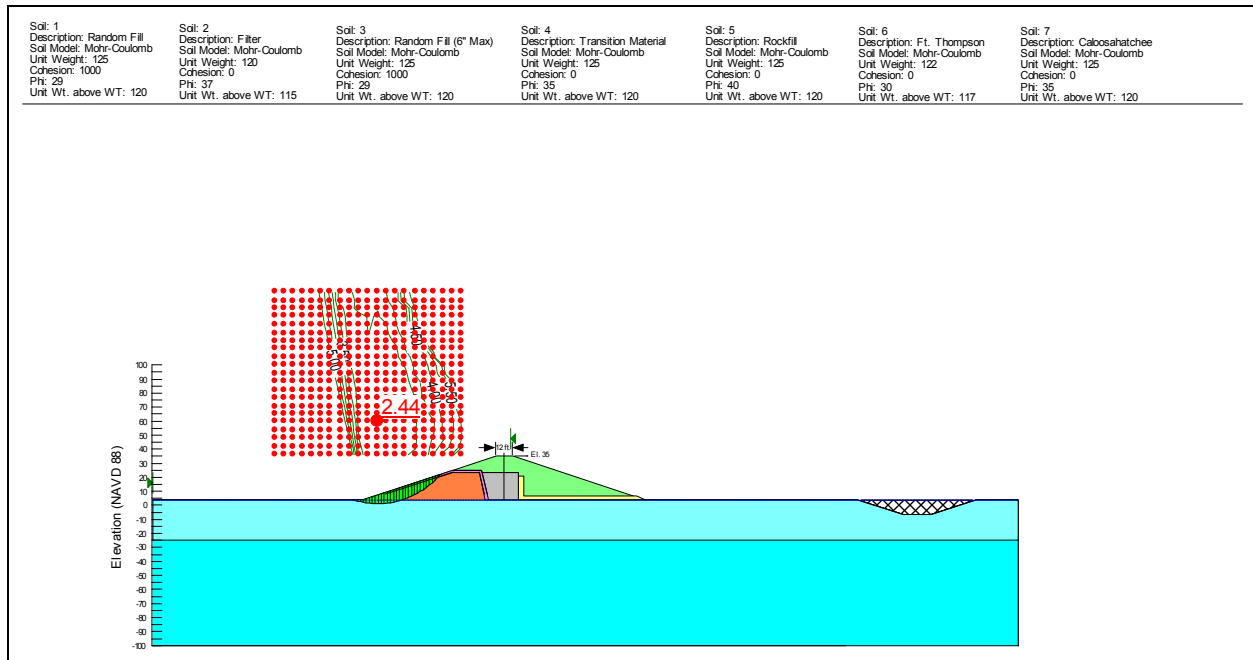 Soil: 1
Description: Random Fill
Soil Model: Mohr-Coulomb
Unit Weight: 125
Cohesion: 1000
Phi: 29
Unit Wt. above WT: 120
Soil: 2
Description: Filter
Soil Model: Mohr-Coulomb
Unit Weight: 120
Cohesion: 0
Phi: 37
Unit Wt. above WT: 115
Soil: 3
Description: Random Fill (6" Max)
Soil Model: Mohr-Coulomb
Unit Weight: 125
Cohesion: 1000
Phi: 29
Unit Wt. above WT: 120
Soil: 4
Description: Transition Material
Soil Model: Mohr-Coulomb
Unit Weight: 125
Cohesion: 0
Phi: 35
Unit Wt. above WT: 120
Soil: 5
Description: Rockfill
Soil Model: Mohr-Coulomb
Unit Weight: 125
Cohesion: 0
Phi: 40
Unit Wt. above WT: 120
Soil: 6
Description: Ft. Thompson
Soil Model: Mohr-Coulomb
Unit Weight: 122
Cohesion: 0
Phi: 30
Unit Wt. above WT: 117
Soil: 7
Description: Caloosahatchee
Soil Model: Mohr-Coulomb
Unit Weight: 125
Cohesion: 0
Phi: 35
Unit Wt. above WT: 120
4.50
5.00
4.00
5.50
2.44
12 ft.
El. 35
Elevation (NAVD 88)
100
90
80
70
60
50
40
30
20
10
0
-10
-20
-30
-40
-50
-60
-70
-80
-90
-100